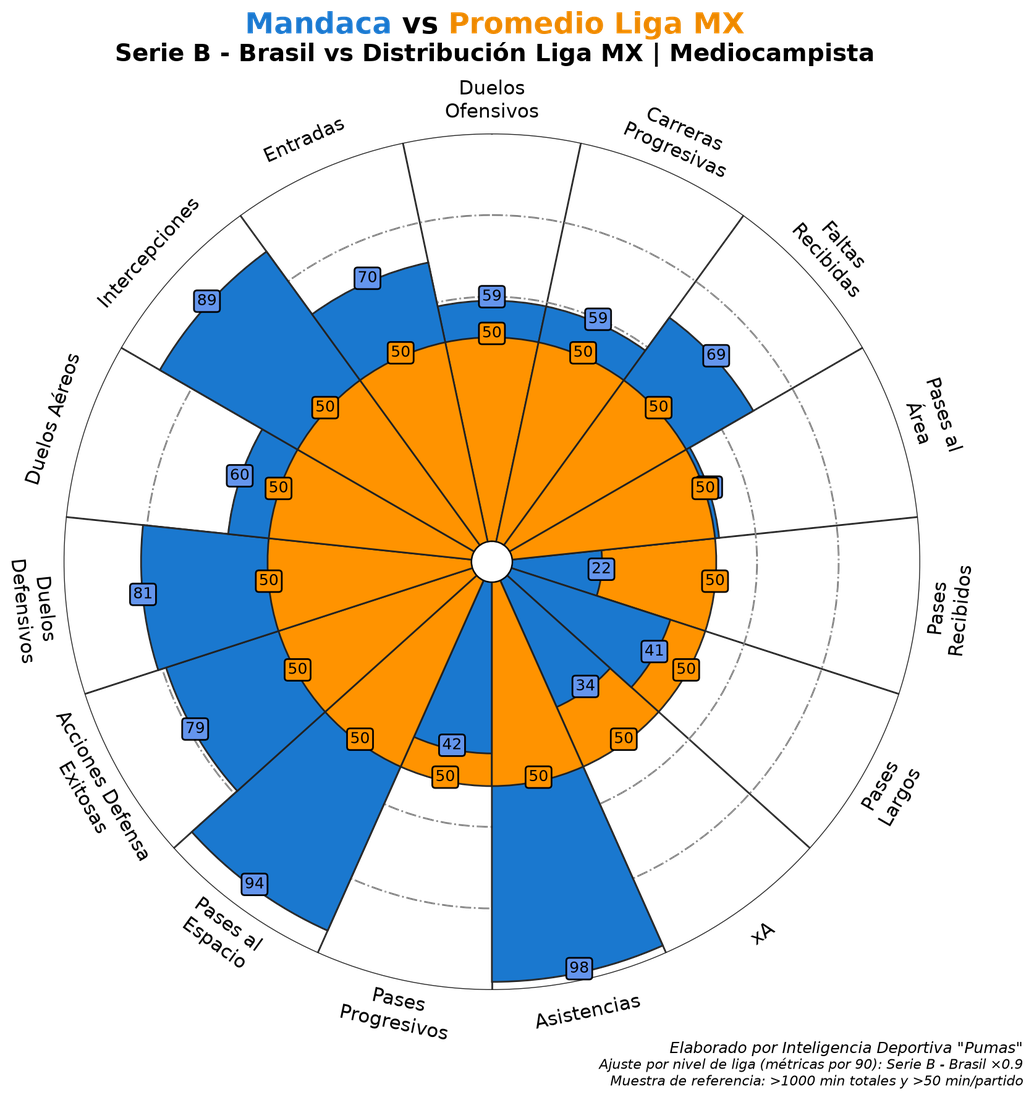 Mandaca vs Promedio Liga MX
Serie B - Brasil vs Distribución Liga MX | Mediocampista
Duelos
Ofensivos
59
50
Carreras
Progresivas
59
50
Faltas
Recibidas
69
50
Pases al
Área
50
Pases
Recibidos
22
50
Pases
Largos
41
50
xA
34
50
Asistencias
98
50
Pases
Progresivos
42
50
Pases al
Espacio
94
50
Acciones Defensa
Exitosas
79
50
Duelos
Defensivos
81
50
Duelos Aéreos
60
50
Intercepciones
89
50
Entradas
70
50
Elaborado por Inteligencia Deportiva "Pumas"
Ajuste por nivel de liga (métricas por 90): Serie B - Brasil ×0.9
Muestra de referencia: >1000 min totales y >50 min/partido